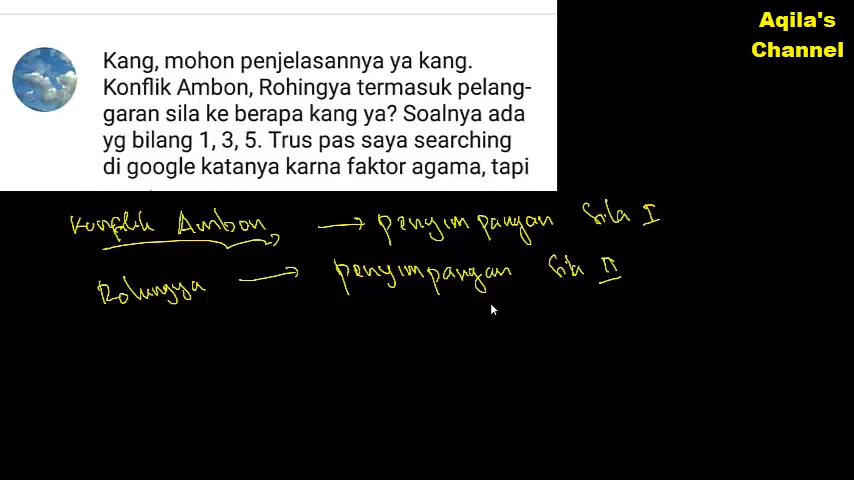 Aqila's
Channel
Kang, mohon penjelasannya ya kang.
Konflik Ambon, Rohingya termasuk pelang-
garan sila ke berapa kang ya? Soalnya ada
yg bilang 1, 3, 5. Trus pas saya searching
di google katanya karna faktor agama, tapi
Konflik Ambon → penyimpangan Sila I
Rohingya → penyimpangan Sila II